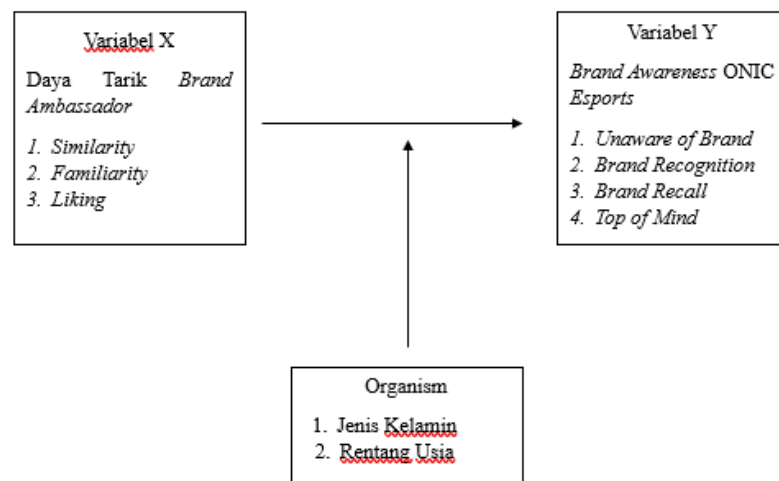 Variabel X
Daya Tarik Brand
Ambassador
1. Similarity
2. Familiarity
3. Liking
Variabel Y
Brand Awareness ONIC
Esports
1. Unaware of Brand
2. Brand Recognition
3. Brand Recall
4. Top of Mind
Organism
1. Jenis Kelamin
2. Rentang Usia